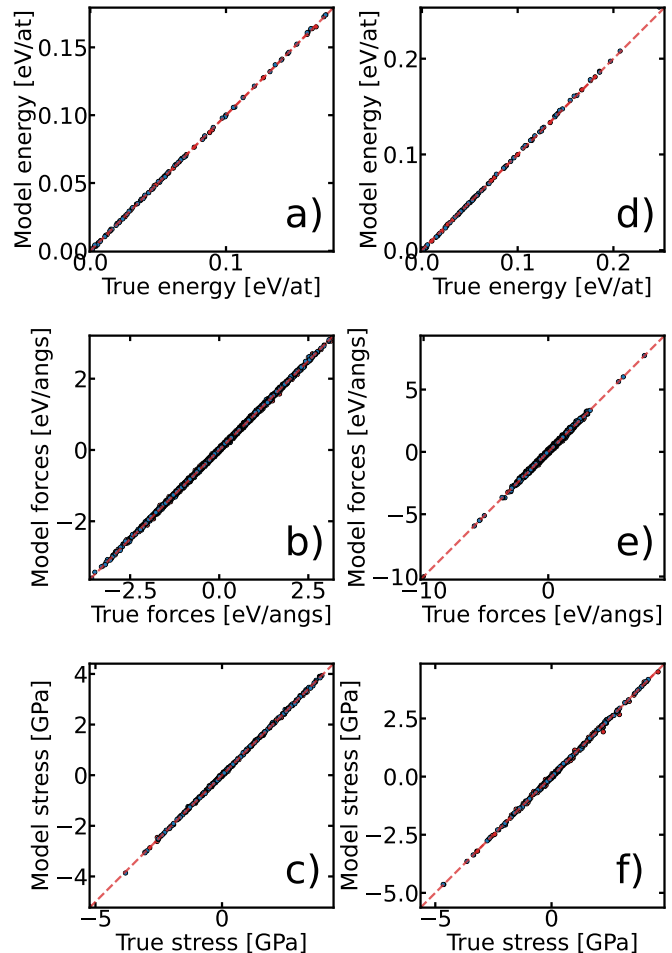 0.15
0.10
0.05
0.00
Model energy [eV/at]
a)
0.0
0.1
True energy [eV/at]
0.2
0.1
0.0
Model energy [eV/at]
d)
0.0
0.1
0.2
True energy [eV/at]
2
0
−2
Model forces [eV/angs]
b)
−2.5
0.0
2.5
True forces [eV/angs]
5
0
−5
−10
Model forces [eV/angs]
e)
−10
0
True forces [eV/angs]
4
2
0
−2
−4
Model stress [GPa]
c)
−5
0
True stress [GPa]
2.5
0.0
−2.5
−5.0
Model stress [GPa]
f)
−5
0
True stress [GPa]